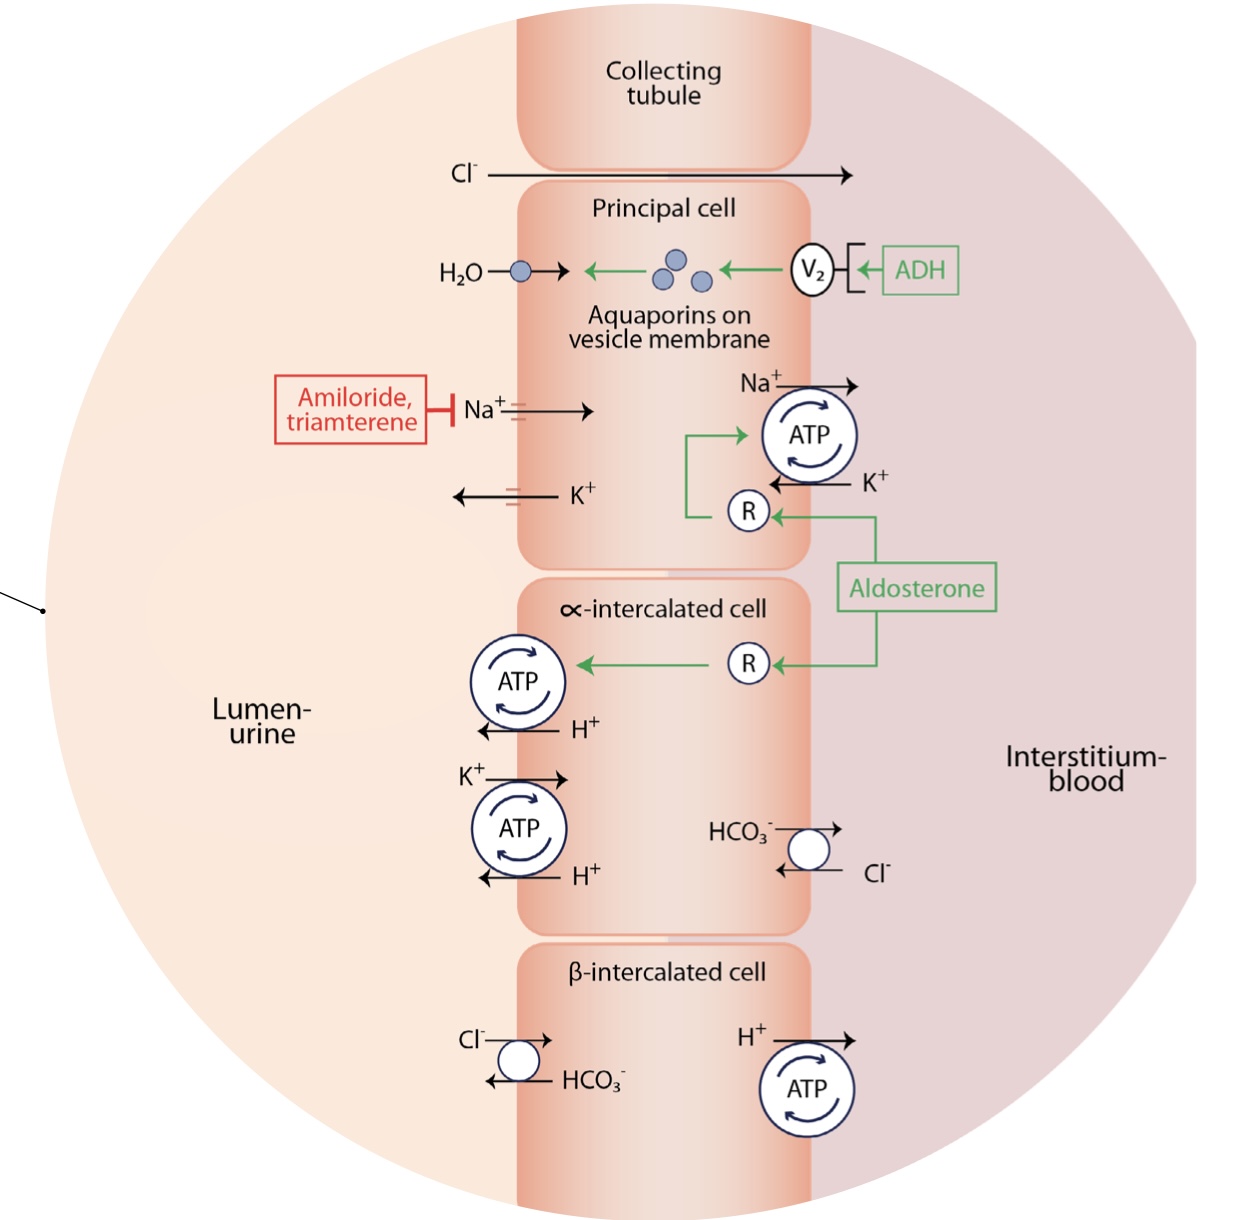 Collecting
tubule
Cl⁻
Principal cell
H₂O
V₂
ADH
Aquaporins on
vesicle membrane
Amiloride,
triamterene
Na⁺
Na⁺
ATP
K⁺
K⁺
R
Aldosterone
∝-intercalated cell
ATP
R
H⁺
K⁺
ATP
H⁺
HCO₃⁻
Cl⁻
Lumen-
urine
Interstitium-
blood
β-intercalated cell
Cl⁻
HCO₃⁻
H⁺
ATP